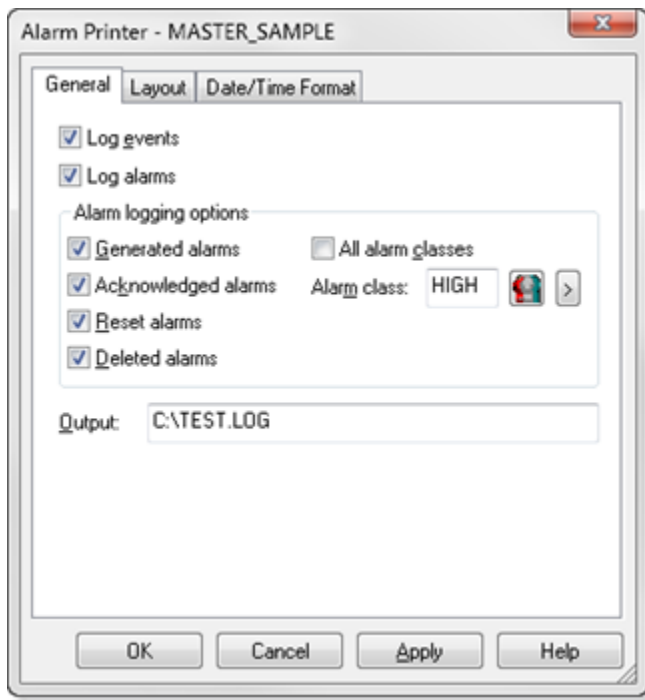 Alarm Printer - MASTER_SAMPLE
General Layout Date/Time Format
Log events
Log alarms
Alarm logging options
Generated alarms All alarm classes
Acknowledged alarms Alarm class: HIGH >
Reset alarms
Deleted alarms
Output: C:\TEST.LOG
OK Cancel Apply Help